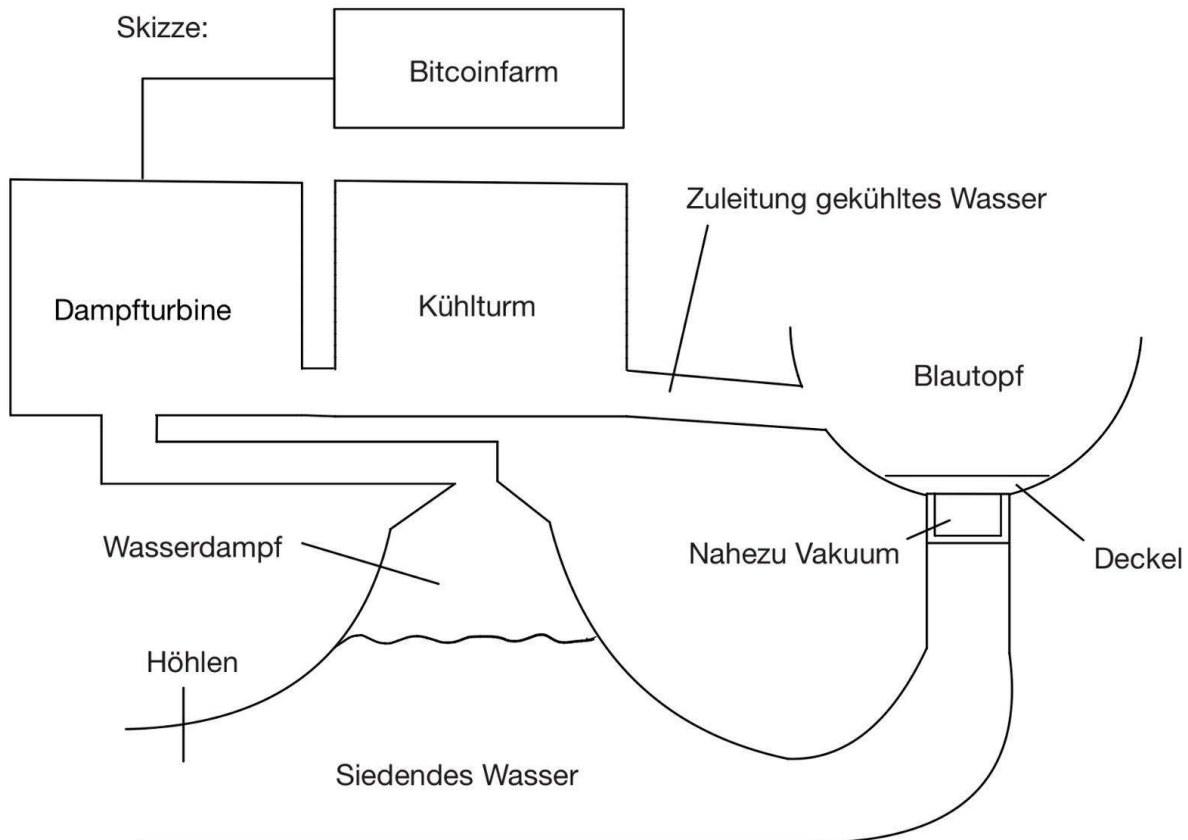 Skizze:
Bitcoinfarm
Zuleitung gekühltes Wasser
Dampfturbine
Kühlturm
Blautopf
Wasserdampf
Nahezu Vakuum
Deckel
Höhlen
Siedendes Wasser